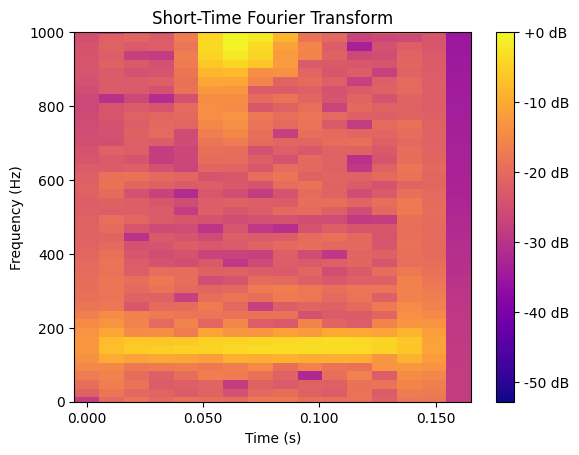 Short-Time Fourier Transform
Frequency (Hz)
1000
800
600
400
200
0
0.000
0.050
0.100
0.150
Time (s)
+0 dB
-10 dB
-20 dB
-30 dB
-40 dB
-50 dB